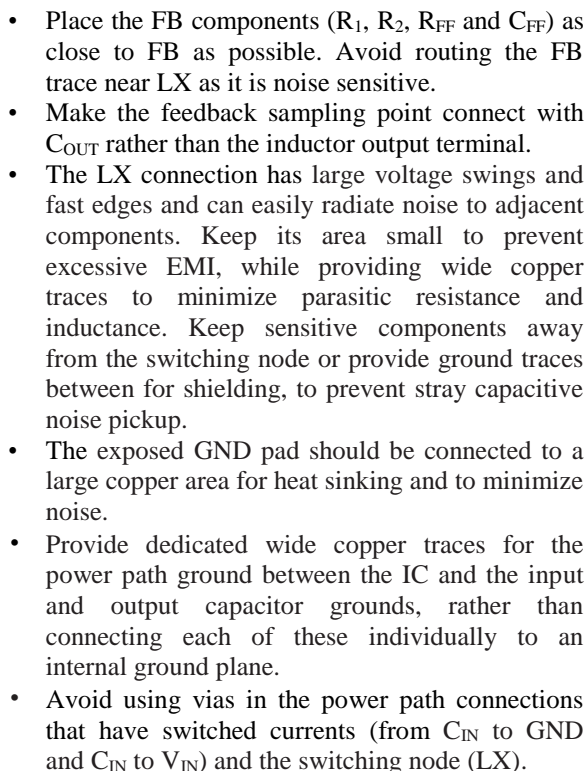 • Place the FB components (R1, R2, RFF and CFF) as
close to FB as possible. Avoid routing the FB
trace near LX as it is noise sensitive.
• Make the feedback sampling point connect with
COUT rather than the inductor output terminal.
• The LX connection has large voltage swings and
fast edges and can easily radiate noise to adjacent
components. Keep its area small to prevent
excessive EMI, while providing wide copper
traces to minimize parasitic resistance and
inductance. Keep sensitive components away
from the switching node or provide ground traces
between for shielding, to prevent stray capacitive
noise pickup.
• The exposed GND pad should be connected to a
large copper area for heat sinking and to minimize
noise.
• Provide dedicated wide copper traces for the
power path ground between the IC and the input
and output capacitor grounds, rather than
connecting each of these individually to an
internal ground plane.
• Avoid using vias in the power path connections
that have switched currents (from CIN to GND
and CIN to VIN) and the switching node (LX).